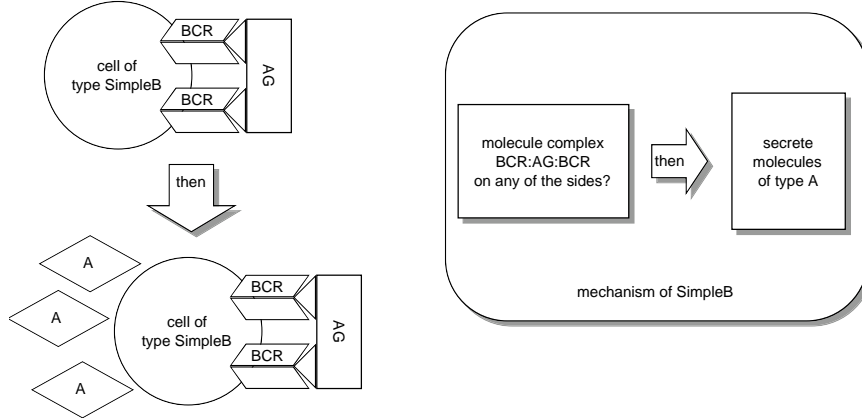 BCR
cell of
type SimpleB
AG
BCR
then
A
A
A
BCR
cell of
type SimpleB
AG
BCR
molecule complex
BCR:AG:BCR
on any of the sides?
then
secrete
molecules
of type A
mechanism of SimpleB